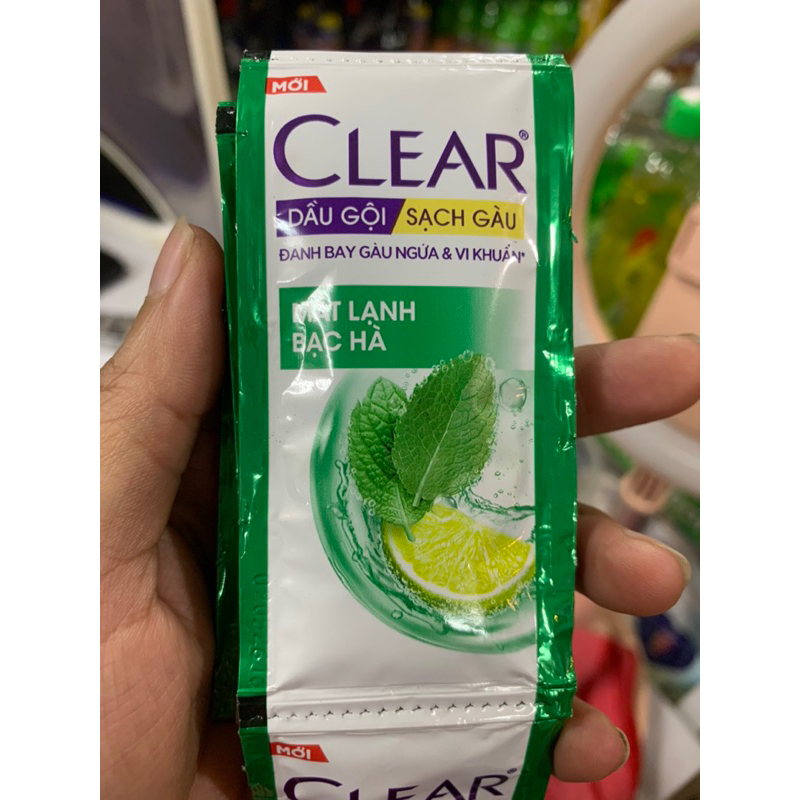 MỚI
CLEAR®
DẦU GỘI SẠCH GÀU
ĐÁNH BAY GÀU NGỨA & VI KHUẨN*
MÁT LẠNH
BẠC HÀ
MỚI
CLEAR®